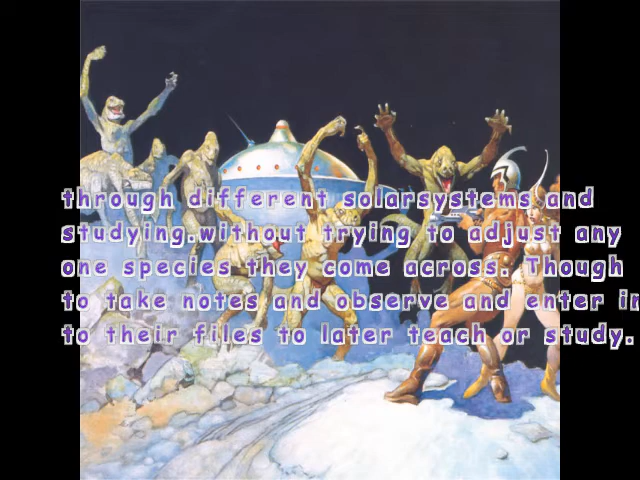 through different solarsystems and
studying.without trying to adjust any
one species they come across. Though
to take notes and observe and enter in
to their files to later teach or study.